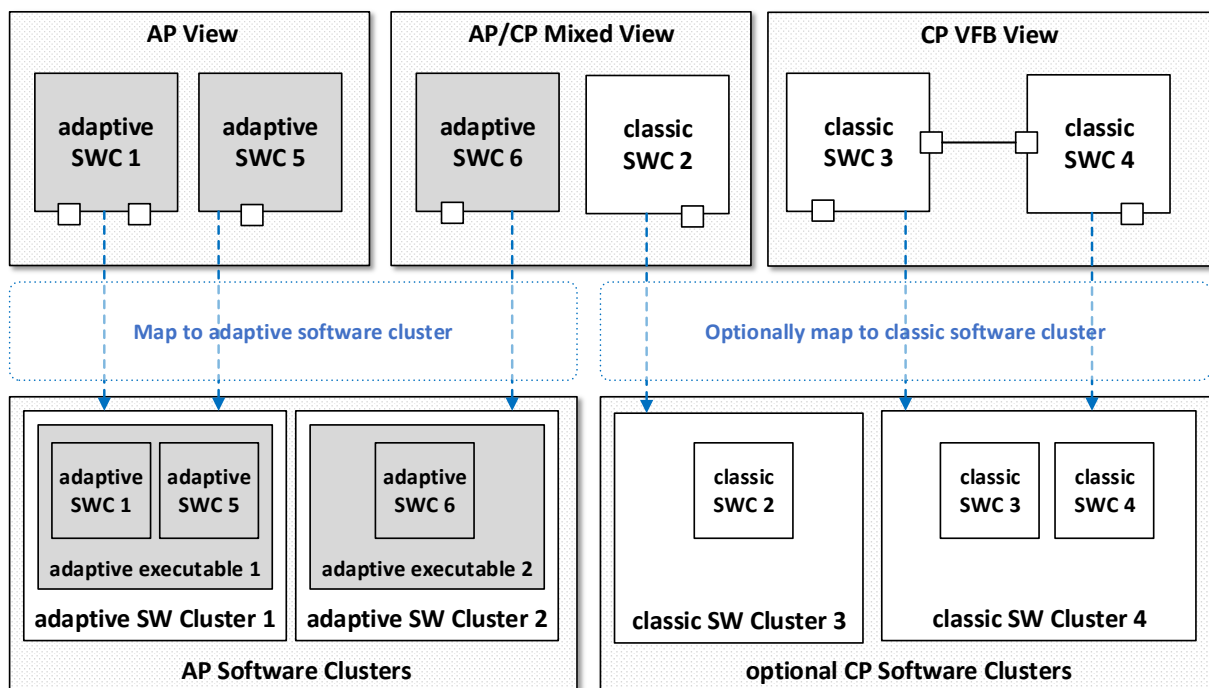 AP View
AP/CP Mixed View
CP VFB View
adaptive
SWC 1
adaptive
SWC 5
adaptive
SWC 6
classic
SWC 2
classic
SWC 3
classic
SWC 4
Map to adaptive software cluster
Optionally map to classic software cluster
adaptive
SWC 1
adaptive
SWC 5
adaptive executable 1
adaptive SW Cluster 1
adaptive
SWC 6
adaptive executable 2
adaptive SW Cluster 2
AP Software Clusters
classic
SWC 2
classic SW Cluster 3
classic
SWC 3
classic
SWC 4
classic SW Cluster 4
optional CP Software Clusters